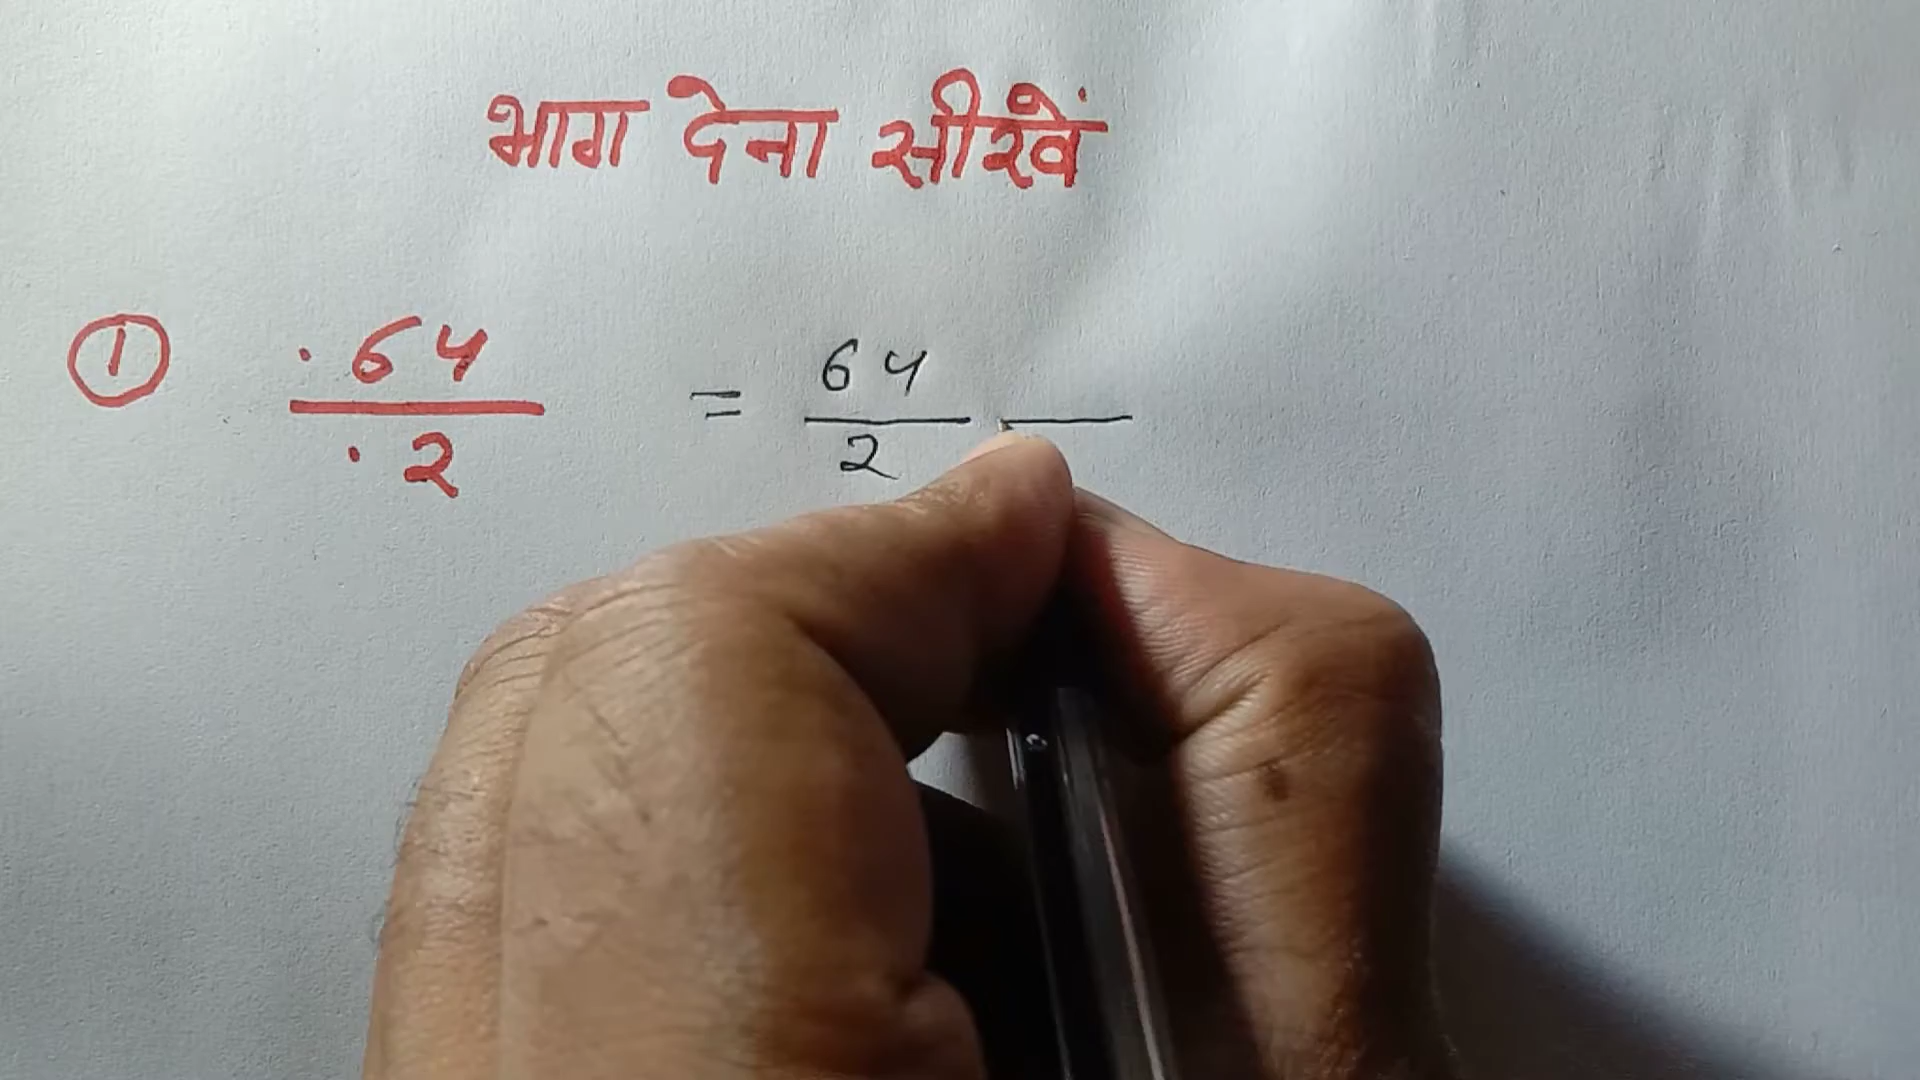 भाग देना सीखें
① .64 / .2 = 64 / 2